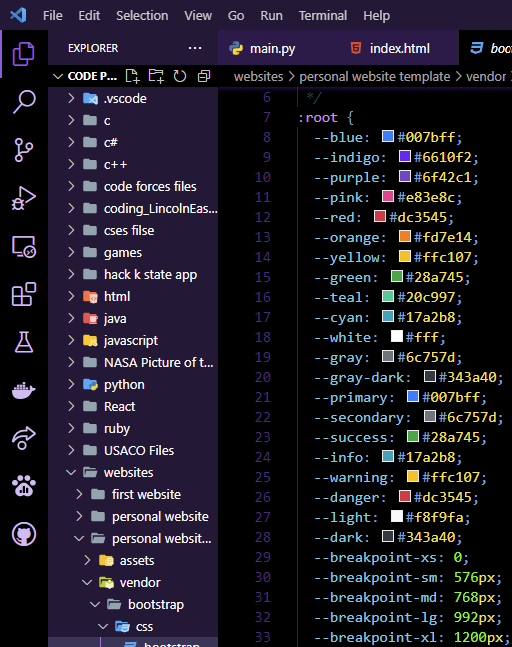 File Edit Selection View Go Run Terminal Help
EXPLORER ...
main.py index.html boo
CODE P...
websites > personal website template > vendor >
.vscode
c
c#
c++
code forces files
coding_LincolnEas...
cses filse
games
hack k state app
html
java
javascript
NASA Picture of t...
python
React
ruby
USACO Files
websites
first website
personal website
personal websit...
assets
vendor
bootstrap
css
bootstrap
6 */
7 :root {
8 --blue: #007bff;
9 --indigo: #6610f2;
10 --purple: #6f42c1;
11 --pink: #e83e8c;
12 --red: #dc3545;
13 --orange: #fd7e14;
14 --yellow: #ffc107;
15 --green: #28a745;
16 --teal: #20c997;
17 --cyan: #17a2b8;
18 --white: #fff;
19 --gray: #6c757d;
20 --gray-dark: #343a40;
21 --primary: #007bff;
22 --secondary: #6c757d;
23 --success: #28a745;
24 --info: #17a2b8;
25 --warning: #ffc107;
26 --danger: #dc3545;
27 --light: #f8f9fa;
28 --dark: #343a40;
29 --breakpoint-xs: 0;
30 --breakpoint-sm: 576px;
31 --breakpoint-md: 768px;
32 --breakpoint-lg: 992px;
33 --breakpoint-xl: 1200px;